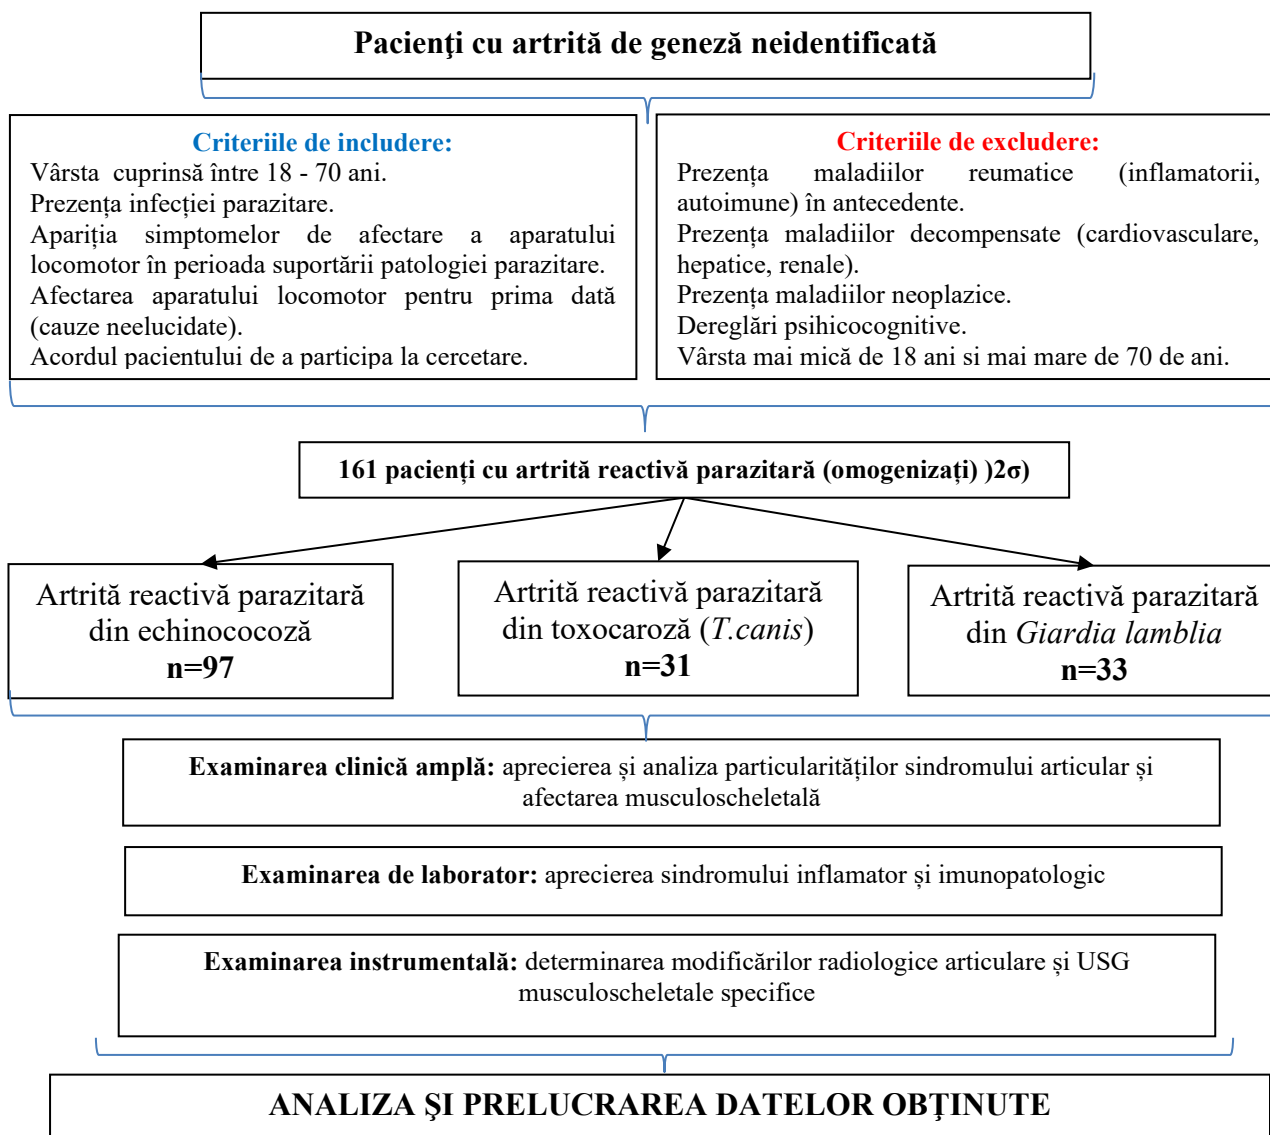 Pacienţi cu artrită de geneză neidentificată
Criteriile de includere:
Vârsta cuprinsă între 18 - 70 ani.
Prezența infecției parazitare.
Apariția simptomelor de afectare a aparatului
locomotor în perioada suportării patologiei parazitare.
Afectarea aparatului locomotor pentru prima dată
(cauze neelucidate).
Acordul pacientului de a participa la cercetare.
Criteriile de excludere:
Prezența maladiilor reumatice (inflamatorii,
autoimune) în antecedente.
Prezența maladiilor decompensate (cardiovasculare,
hepatice, renale).
Prezența maladiilor neoplazice.
Dereglări psihicocognitive.
Vârsta mai mică de 18 ani si mai mare de 70 de ani.
161 pacienți cu artrită reactivă parazitară (omogenizați) )2σ)
Artrită reactivă parazitară
din echinococoză
n=97
Artrită reactivă parazitară
din toxocaroză (T.canis)
n=31
Artrită reactivă parazitară
din Giardia lamblia
n=33
Examinarea clinică amplă: aprecierea și analiza particularităților sindromului articular și
afectarea musculoscheletală
Examinarea de laborator: aprecierea sindromului inflamator și imunopatologic
Examinarea instrumentală: determinarea modificărilor radiologice articulare și USG
musculoscheletale specifice
ANALIZA ŞI PRELUCRAREA DATELOR OBŢINUTE